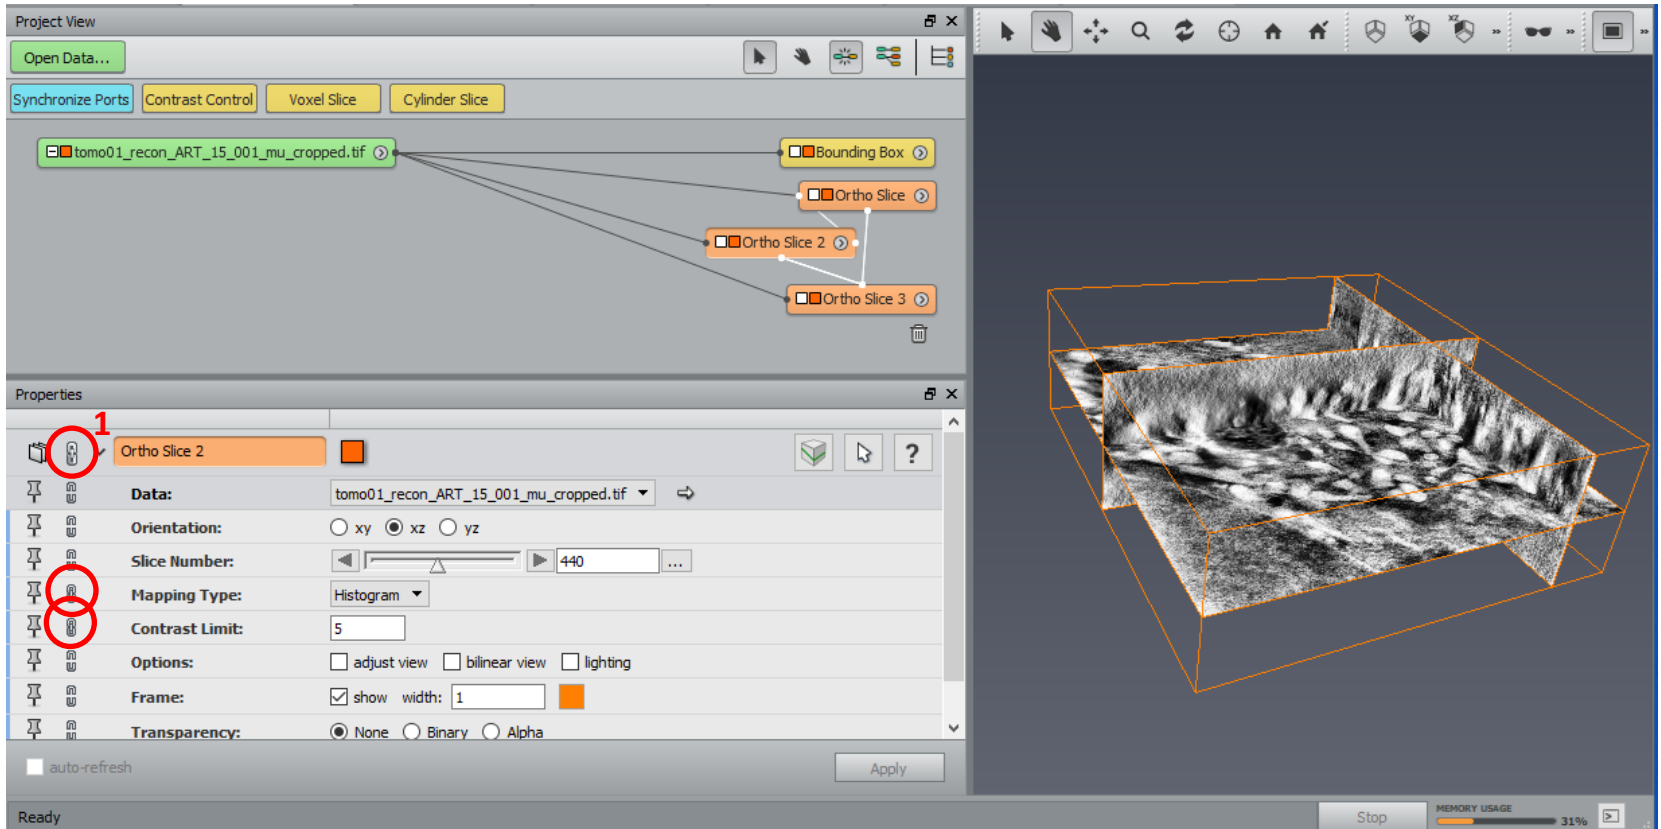 Project View
Open Data...
Synchronize Ports
Contrast Control
Voxel Slice
Cylinder Slice
tomo01_recon_ART_15_001_mu_cropped.tif
Bounding Box
Ortho Slice
Ortho Slice 2
Ortho Slice 3
XY
XZ
Properties
1
Ortho Slice 2
?
Data: tomo01_recon_ART_15_001_mu_cropped.tif
Orientation: xy xz yz
Slice Number: 440 ...
Mapping Type: Histogram
Contrast Limit: 5
Options: adjust view bilinear view lighting
Frame: show width: 1
Transparency: None Binary Alpha
auto-refresh
Apply
Ready
Stop
MEMORY USAGE
31%